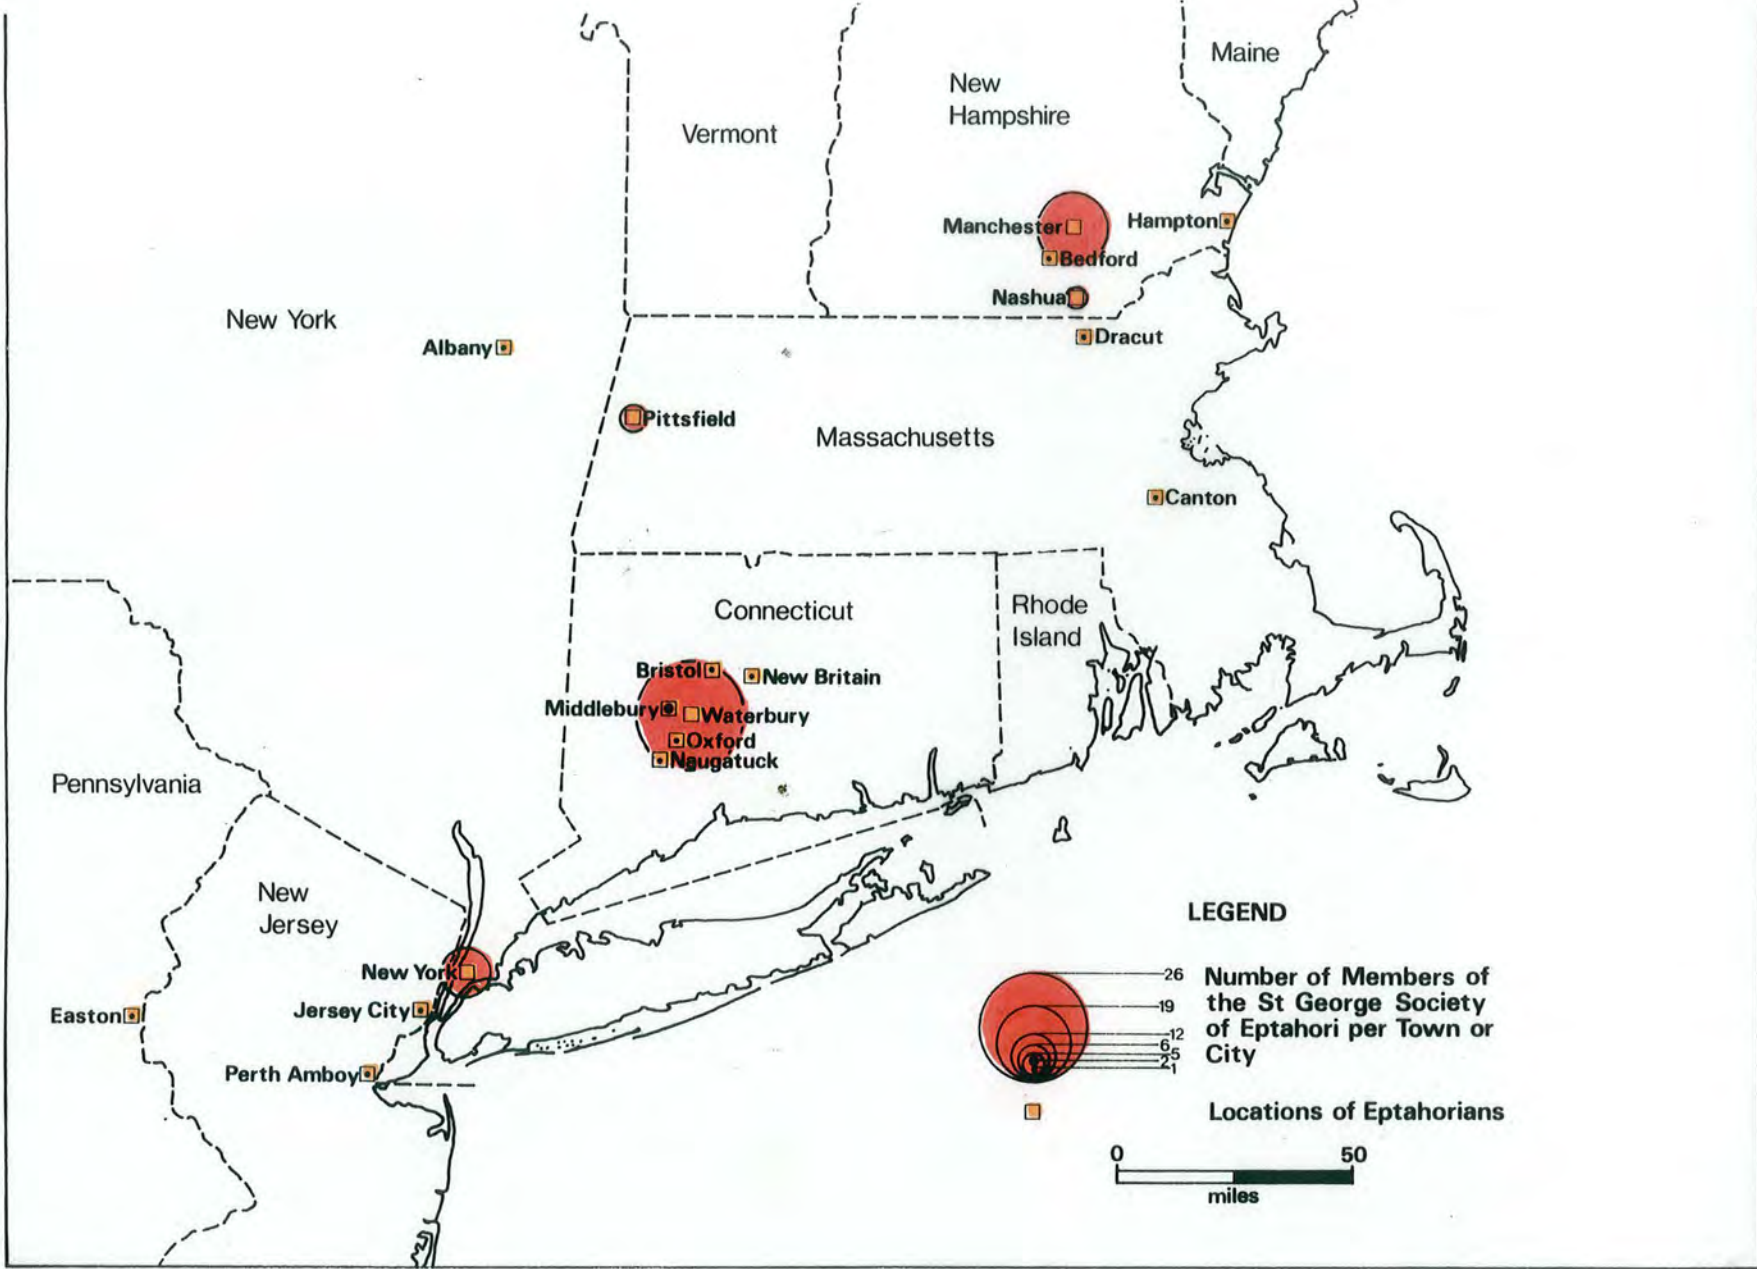 Maine
New
Hampshire
Vermont
Manchester
Hampton
Bedford
Nashua
New York
Albany
Dracut
Pittsfield
Massachusetts
Canton
Connecticut
Rhode
Island
Bristol
New Britain
Middlebury
Waterbury
Oxford
Naugatuck
Pennsylvania
New
Jersey
New York
Jersey City
Easton
Perth Amboy
LEGEND
26
19
12
6
5
2
1
Number of Members of
the St George Society
of Eptahori per Town or
City
Locations of Eptahorians
0
50
miles